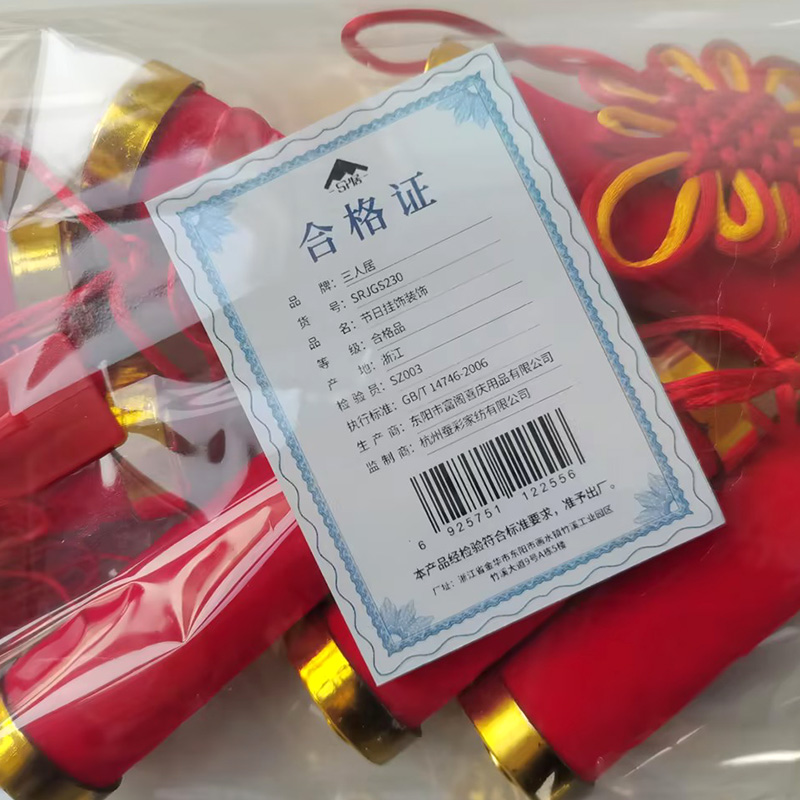 SRJ居
合格证
品牌：三人居
货号：SRJGS230
名：节日挂饰装饰
等级：合格品
产地：浙江
检验员：SZ003
执行标准：GB/T 14746-2006
生产商：东阳市富阁喜庆用品有限公司
监制商：杭州蚕彩家纺有限公司
6 925751 122556
本产品经检验符合标准要求，准予出厂。
厂址：浙江省金华市东阳市画水镇竹溪工业园区
竹溪大道9号A栋5楼